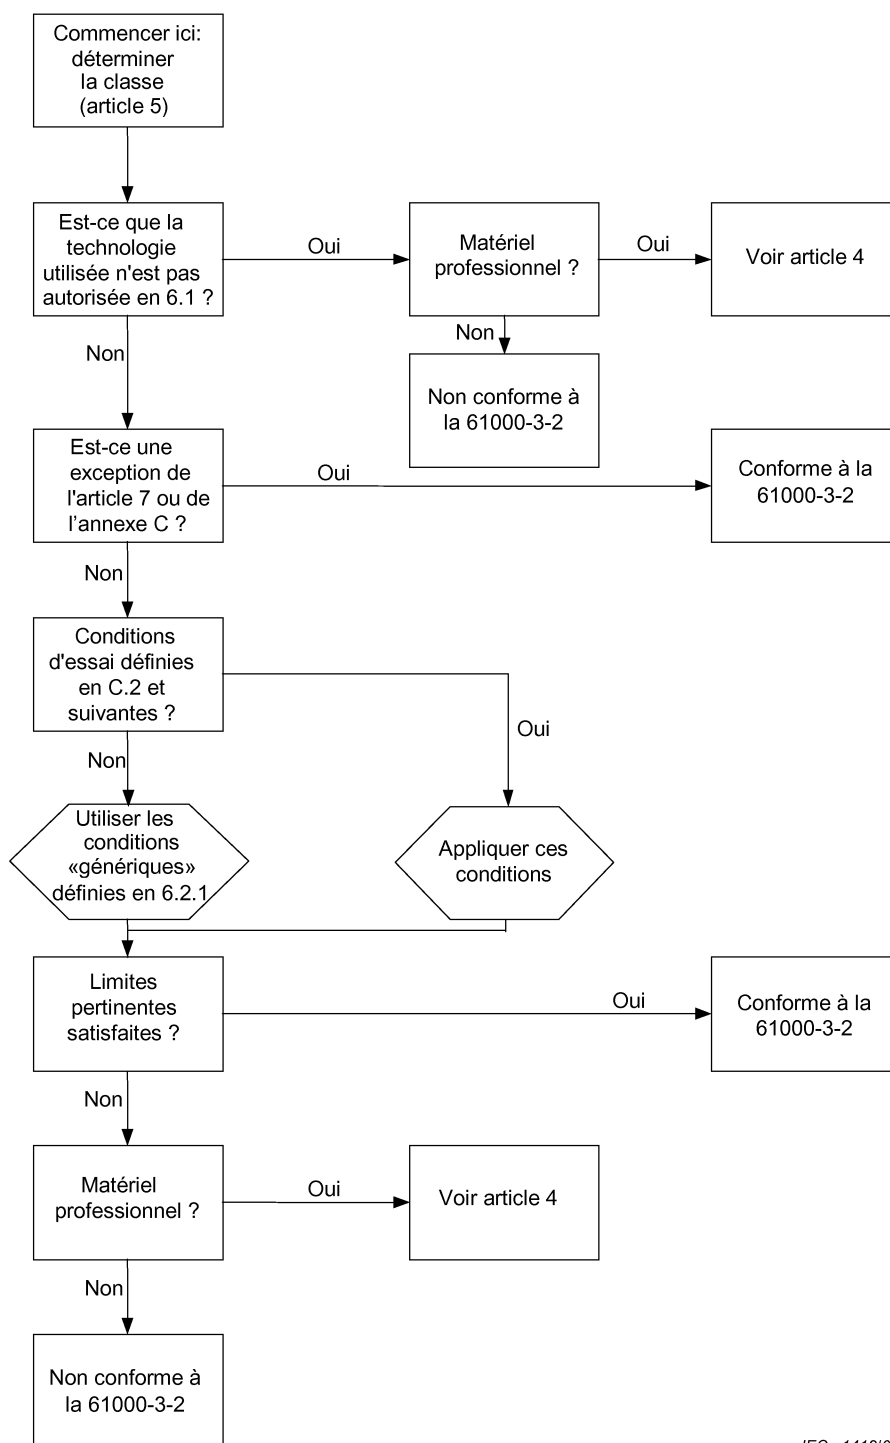 Commencer ici:
déterminer
la classe
(article 5)
Est-ce que la
technologie
utilisée n'est pas
autorisée en 6.1 ?
Oui
Matériel
professionnel ?
Oui
Voir article 4
Non
Non
Non conforme à
la 61000-3-2
Est-ce une
exception de
l'article 7 ou de
l’annexe C ?
Oui
Conforme à la
61000-3-2
Non
Conditions
d'essai définies
en C.2 et
suivantes ?
Oui
Non
Utiliser les
conditions
«génériques»
définies en 6.2.1
Appliquer ces
conditions
Limites
pertinentes
satisfaites ?
Oui
Conforme à la
61000-3-2
Non
Matériel
professionnel ?
Oui
Voir article 4
Non
Non conforme à
la 61000-3-2